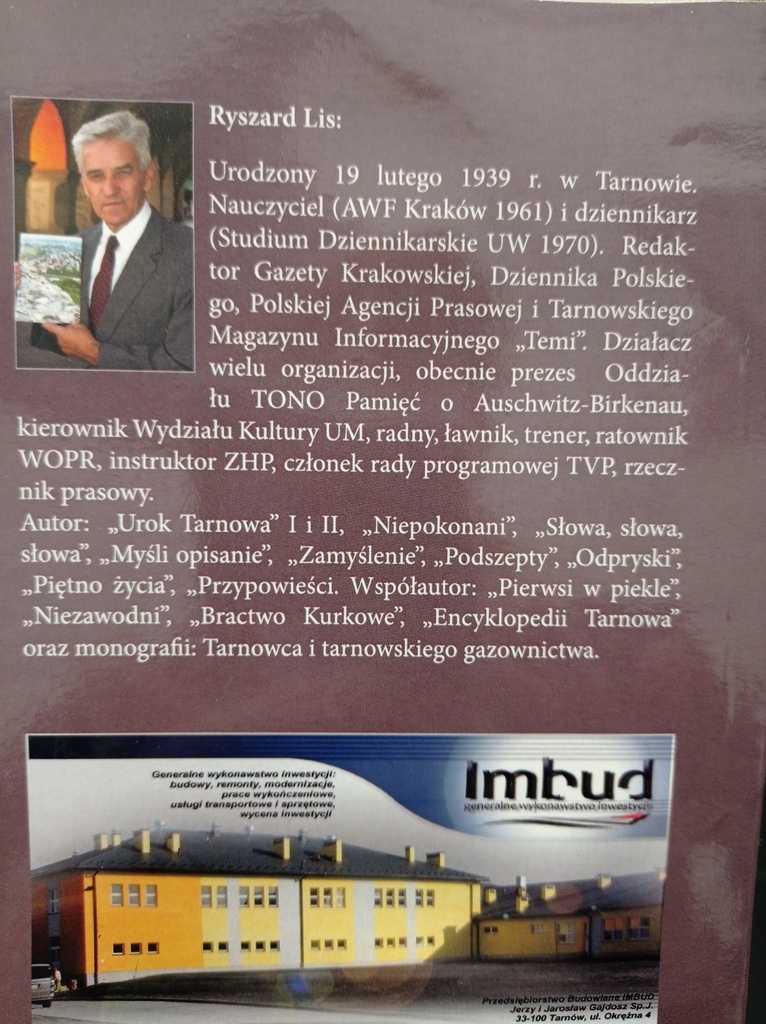 Ryszard Lis:
Urodzony 19 lutego 1939 r. w Tarnowie.
Nauczyciel (AWF Kraków 1961) i dziennikarz
(Studium Dziennikarskie UW 1970). Redak-
tor Gazety Krakowskiej, Dziennika Polskie-
go, Polskiej Agencji Prasowej i Tarnowskiego
Magazynu Informacyjnego „Temi”. Działacz
wielu organizacji, obecnie prezes Oddzia-
łu TONO Pamięć o Auschwitz-Birkenau,
kierownik Wydziału Kultury UM, radny, ławnik, trener, ratownik
WOPR, instruktor ZHP, członek rady programowej TVP, rzecz-
nik prasowy.
Autor: „Urok Tarnowa” I i II, „Niepokonani”, „Słowa, słowa,
słowa”, „Myśli opisanie”, „Zamyślenie”, „Podszepty”, „Odpryski”,
„Piętno życia”, „Przypowieści. Współautor: „Pierwsi w piekle”,
„Niezawodni”, „Bractwo Kurkowe”, „Encyklopedii Tarnowa”
oraz monografii: Tarnowca i tarnowskiego gazownictwa.
Generalne wykonawstwo inwestycji:
budowy, remonty, modernizacje,
prace wykończeniowe,
usługi transportowe i sprzętowe,
wycena inwestycji
Imbud
generalne wykonawstwo inwestycji
Przedsiębiorstwo Budowlane IMBUD
Jerzy i Jarosław Gajdosz Sp.J.
33-100 Tarnów, ul. Okrężna 4